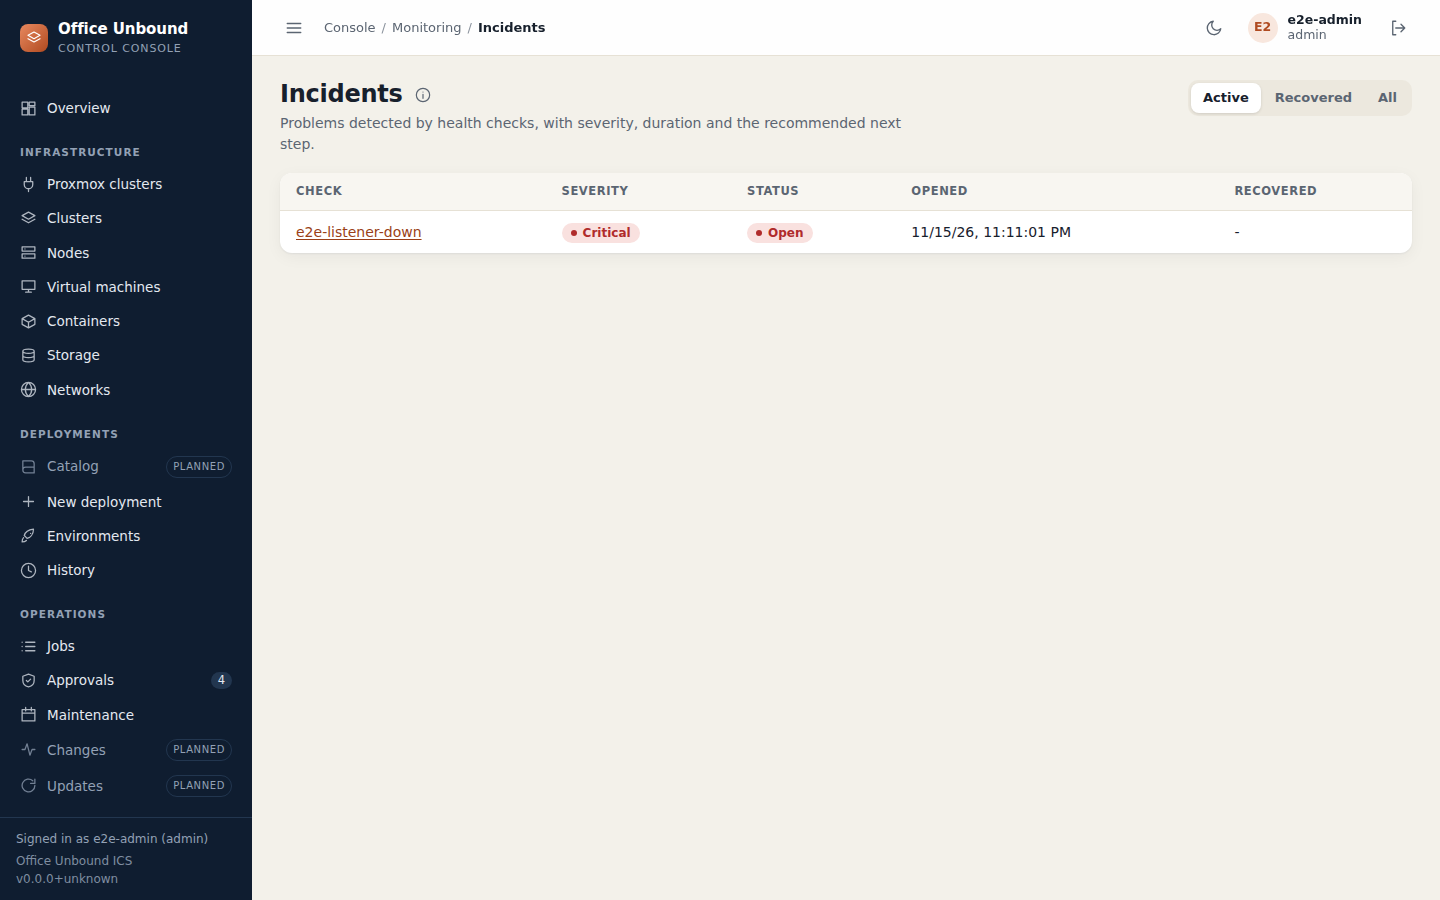 Office Unbound
CONTROL CONSOLE
Overview
INFRASTRUCTURE
Proxmox clusters
Clusters
Nodes
Virtual machines
Containers
Storage
Networks
DEPLOYMENTS
Catalog PLANNED
New deployment
Environments
History
OPERATIONS
Jobs
Approvals 4
Maintenance
Changes PLANNED
Updates PLANNED
Signed in as e2e-admin (admin)
Office Unbound ICS
v0.0.0+unknown
Console / Monitoring / Incidents
E2 e2e-admin
admin
Incidents
Problems detected by health checks, with severity, duration and the recommended next
step.
Active Recovered All
CHECK SEVERITY STATUS OPENED RECOVERED
e2e-listener-down Critical Open 11/15/26, 11:11:01 PM -